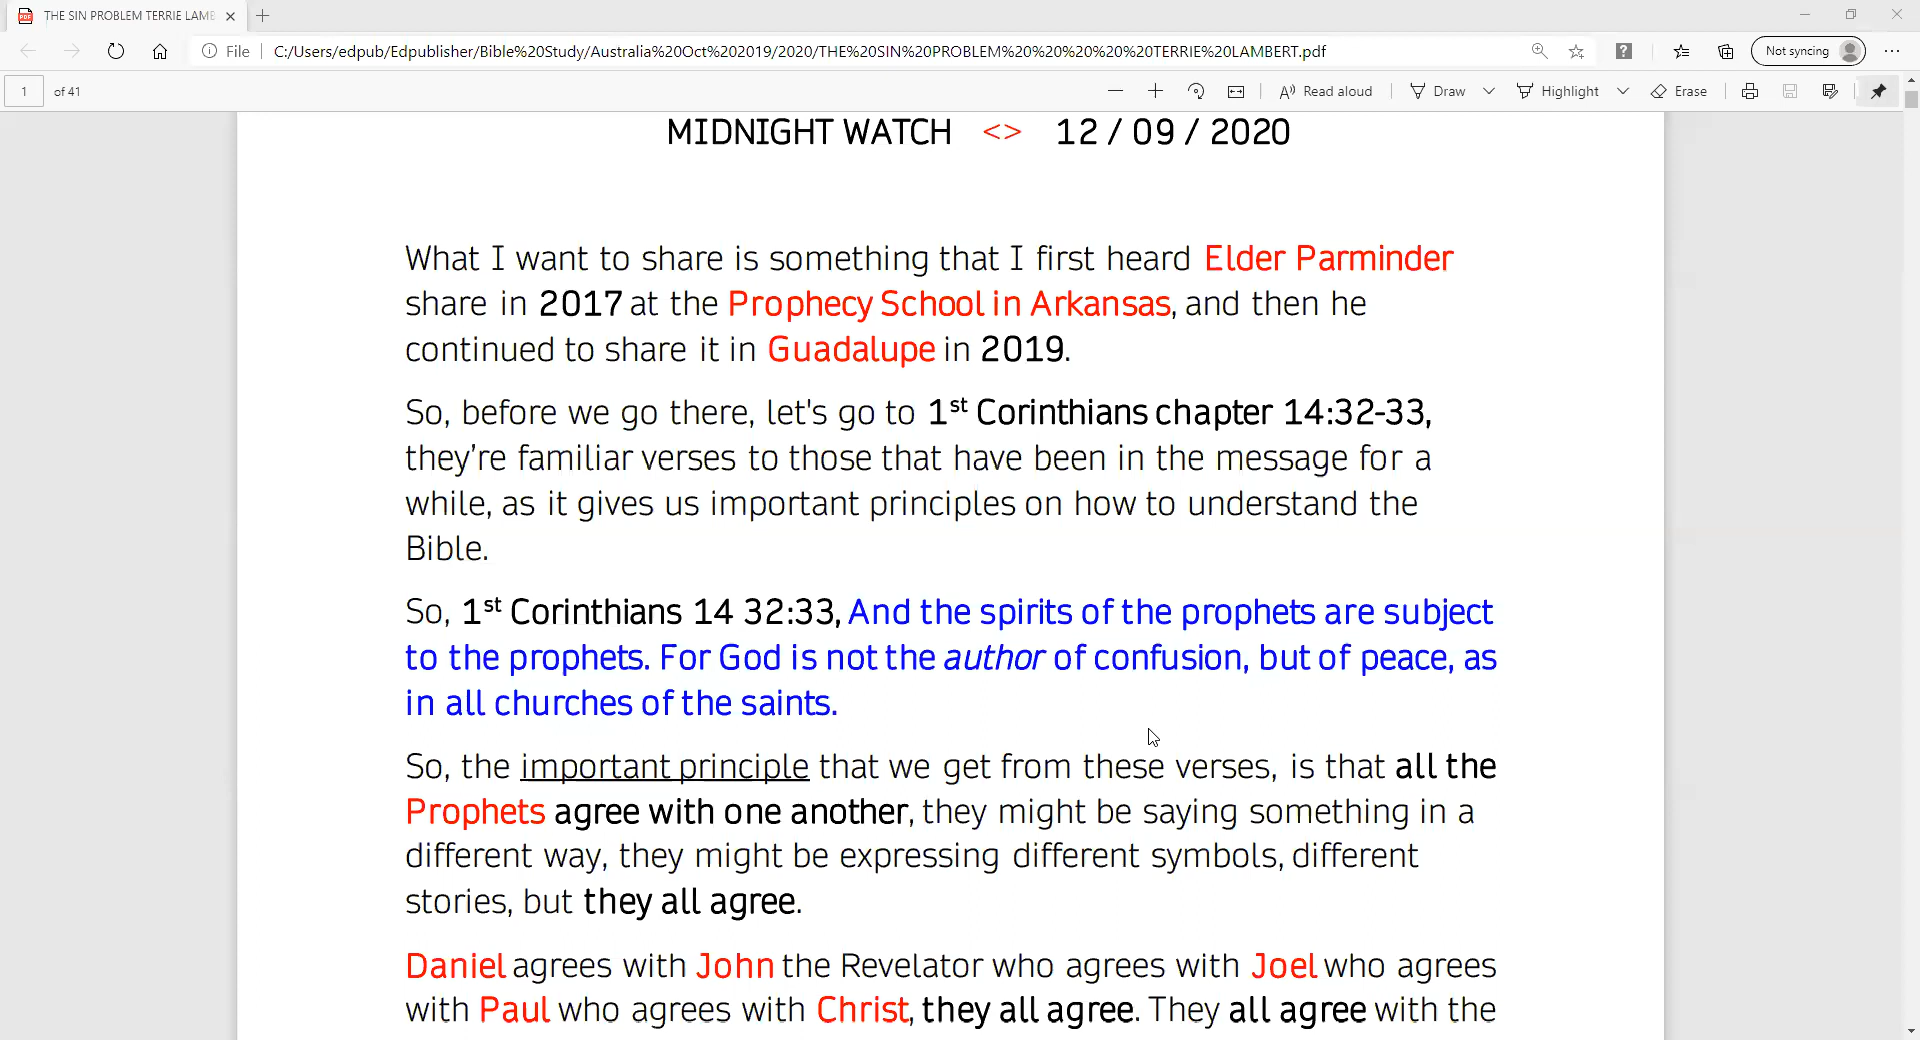 THE SIN PROBLEM TERRIE LAMB
File C:/Users/edpub/Edpublisher/Bible%20Study/Australia%20Oct%202019/2020/THE%20SIN%20PROBLEM%20%20%20%20%20TERRIE%20LAMBERT.pdf Not syncing
1 of 41 Read aloud Draw Highlight Erase
MIDNIGHT WATCH <> 12 / 09 / 2020
What I want to share is something that I first heard Elder Parminder
share in 2017 at the Prophecy School in Arkansas, and then he
continued to share it in Guadalupe in 2019.
So, before we go there, let's go to 1st Corinthians chapter 14:32-33,
they're familiar verses to those that have been in the message for a
while, as it gives us important principles on how to understand the
Bible.
So, 1st Corinthians 14 32:33, And the spirits of the prophets are subject
to the prophets. For God is not the author of confusion, but of peace, as
in all churches of the saints.
So, the important principle that we get from these verses, is that all the
Prophets agree with one another, they might be saying something in a
different way, they might be expressing different symbols, different
stories, but they all agree.
Daniel agrees with John the Revelator who agrees with Joel who agrees
with Paul who agrees with Christ, they all agree. They all agree with the